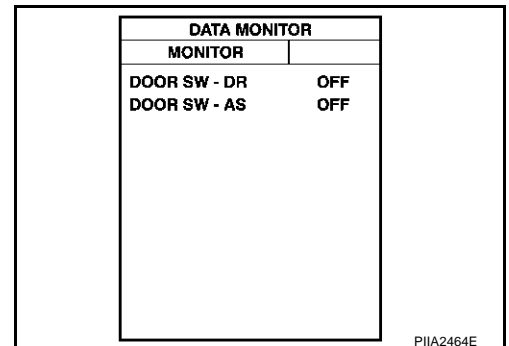 DATA MONITOR
MONITOR
DOOR SW - DR OFF
DOOR SW - AS OFF
PIIA2464E